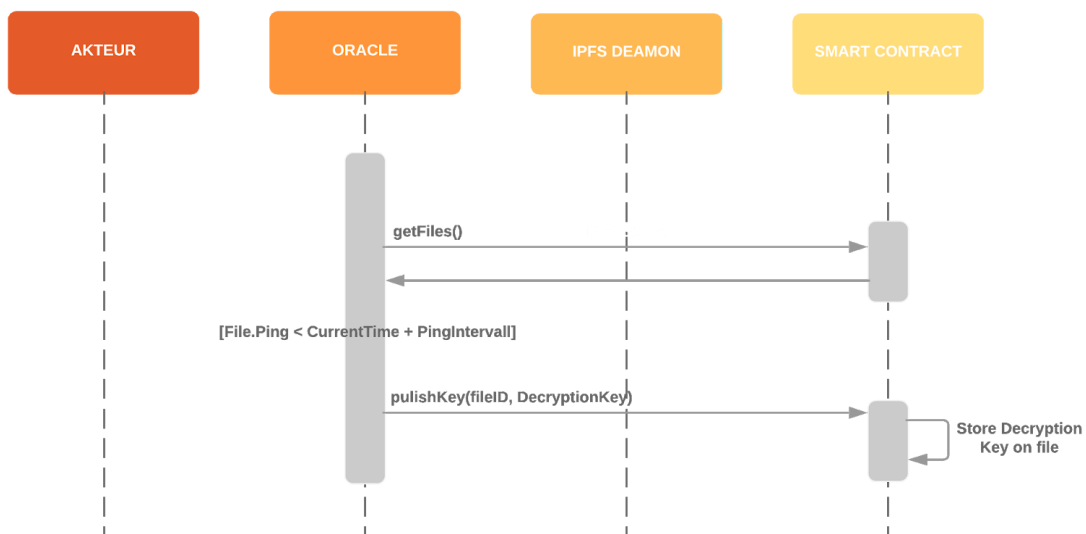 AKTEUR
ORACLE
IPFS DEAMON
SMART CONTRACT
getFiles()
[File.Ping < CurrentTime + PingIntervall]
pulishKey(fileID, DecryptionKey)
Store Decryption
Key on file